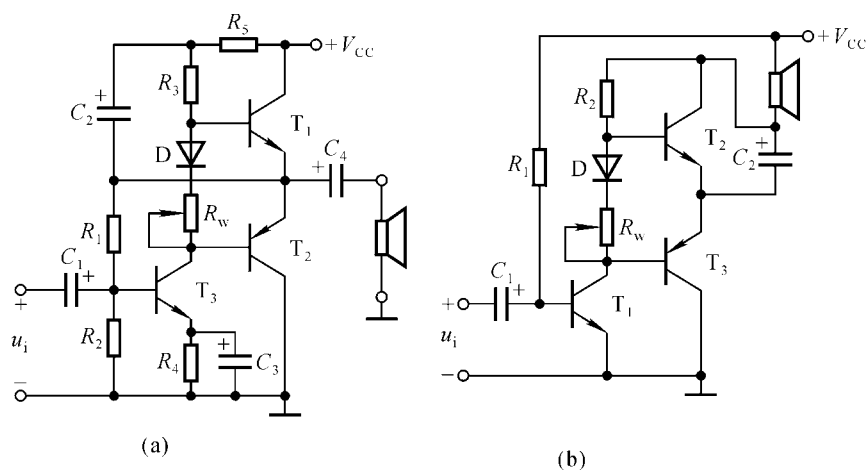 R5
+VCC
R3
C2
+
T1
D
C4
+
Rw
R1
T2
C1
+
T3
+
ui
−
R2
R4
+
C3
(a)
+VCC
R2
T2
R1
D
+
C2
Rw
T3
C1
+
T1
+
ui
−
(b)